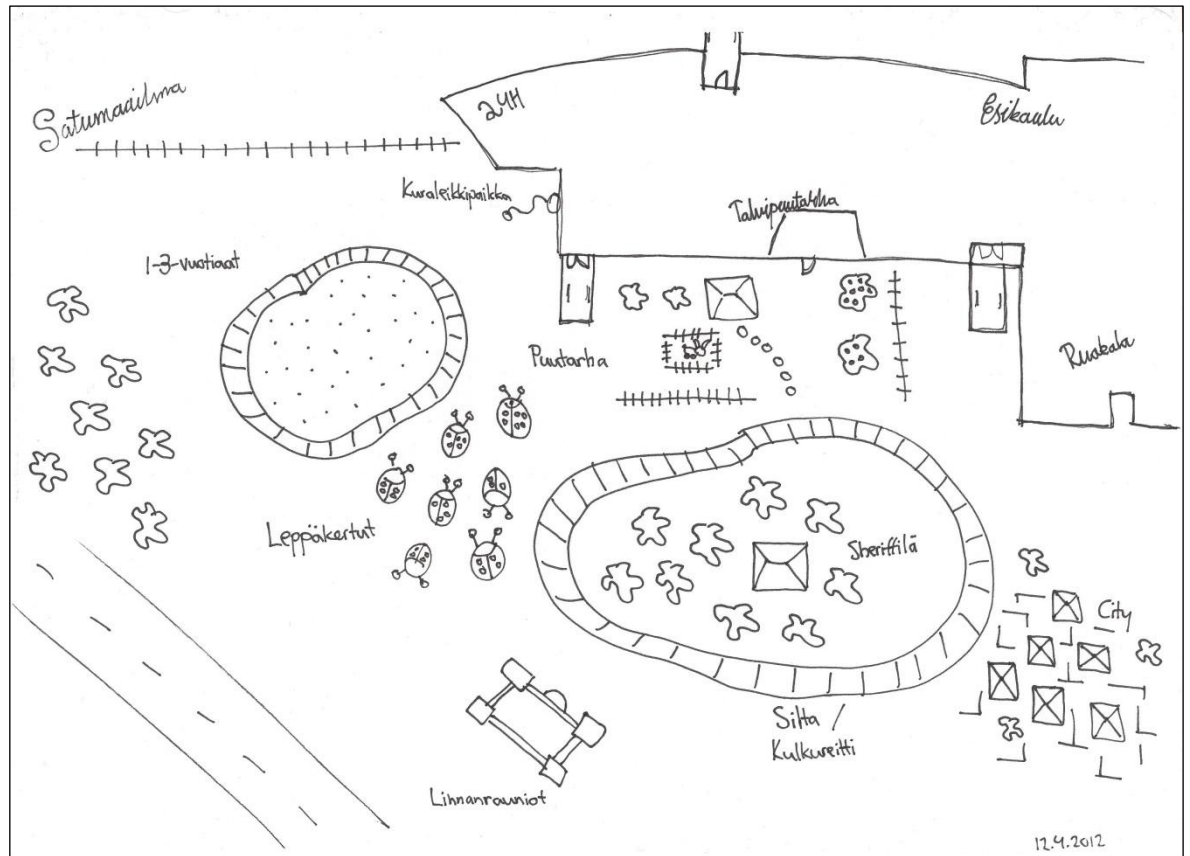 Satumaailma
24H
Esikoulu
Kuraleikkipaikka
Talvipuutarha
1-3-vuotiaat
Puutarha
Ruokala
Leppäkertut
Sheriffilä
City
Silta /
Kulkureitti
Linnanrauniot
12.4.2012